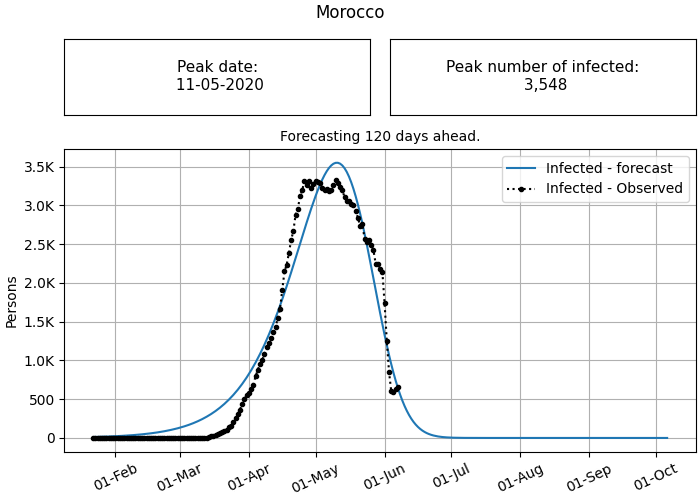 Morocco
Peak date:
11-05-2020
Peak number of infected:
3,548
Forecasting 120 days ahead.
Infected - forecast
Infected - Observed
Persons
3.5K
3.0K
2.5K
2.0K
1.5K
1.0K
500
0
01-Feb
01-Mar
01-Apr
01-May
01-Jun
01-Jul
01-Aug
01-Sep
01-Oct